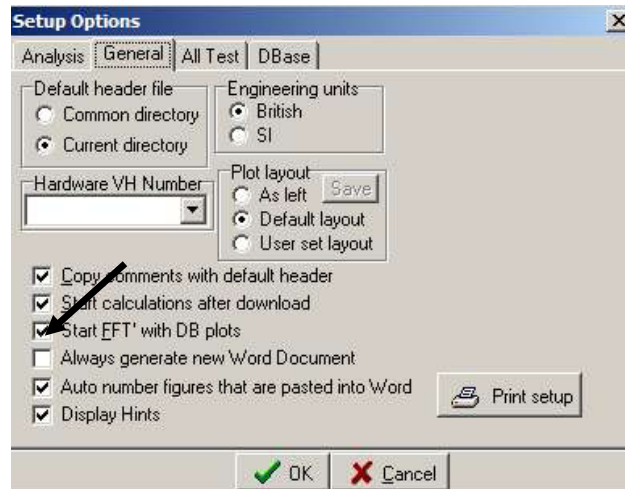 Setup Options
Analysis General All Test DBase
Default header file
Common directory
Current directory
Engineering units
British
SI
Hardware VH Number
Plot layout
As left Save
Default layout
User set layout
Copy comments with default header
Start calculations after download
Start FFT' with DB plots
Always generate new Word Document
Auto number figures that are pasted into Word
Display Hints
Print setup
OK Cancel